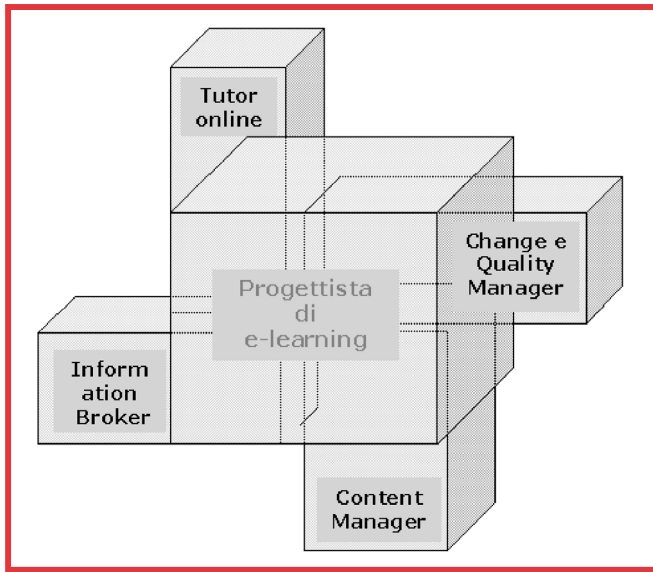 Tutor
online
Change e
Quality
Manager
Progettista
di
e-learning
Inform
ation
Broker
Content
Manager